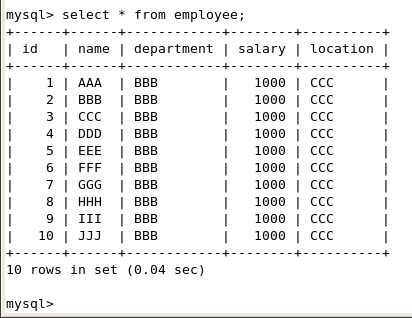 mysql> select * from employee;
+------+------+------------+--------+----------+
| id   | name | department | salary | location |
+------+------+------------+--------+----------+
|    1 | AAA  | BBB        |   1000 | CCC      |
|    2 | BBB  | BBB        |   1000 | CCC      |
|    3 | CCC  | BBB        |   1000 | CCC      |
|    4 | DDD  | BBB        |   1000 | CCC      |
|    5 | EEE  | BBB        |   1000 | CCC      |
|    6 | FFF  | BBB        |   1000 | CCC      |
|    7 | GGG  | BBB        |   1000 | CCC      |
|    8 | HHH  | BBB        |   1000 | CCC      |
|    9 | III  | BBB        |   1000 | CCC      |
|   10 | JJJ  | BBB        |   1000 | CCC      |
+------+------+------------+--------+----------+
10 rows in set (0.04 sec)

mysql>